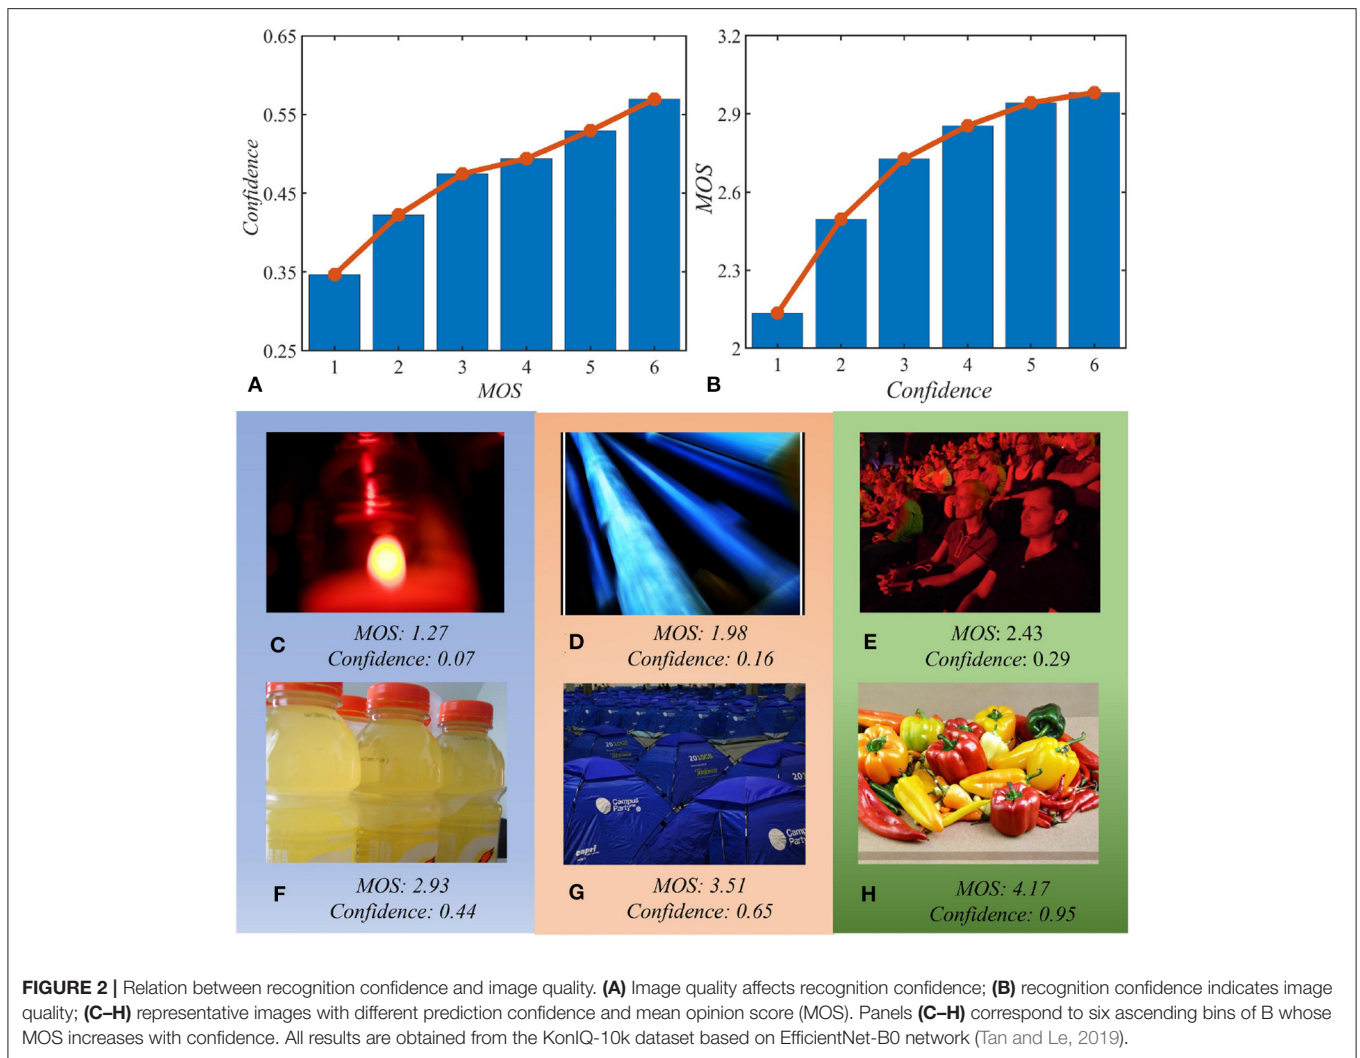 0.65
0.55
0.45
0.35
0.25
Confidence
1 2 3 4 5 6
MOS
A
3.2
2.9
2.6
2.3
2
MOS
1 2 3 4 5 6
Confidence
B
C
MOS: 1.27
Confidence: 0.07
D
MOS: 1.98
Confidence: 0.16
E
MOS: 2.43
Confidence: 0.29
Campus
Party
F
MOS: 2.93
Confidence: 0.44
G
MOS: 3.51
Confidence: 0.65
H
MOS: 4.17
Confidence: 0.95
FIGURE 2 | Relation between recognition confidence and image quality. (A) Image quality affects recognition confidence; (B) recognition confidence indicates image
quality; (C–H) representative images with different prediction confidence and mean opinion score (MOS). Panels (C–H) correspond to six ascending bins of B whose
MOS increases with confidence. All results are obtained from the KonIQ-10k dataset based on EfficientNet-B0 network (Tan and Le, 2019).